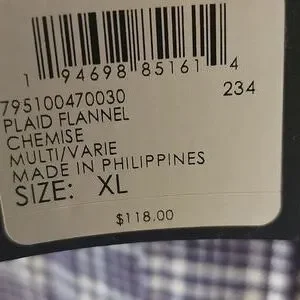 1 94698 85161 4
795100470030 234
PLAID FLANNEL
CHEMISE
MULTI/VARIE
MADE IN PHILIPPINES
SIZE: XL
$118.00